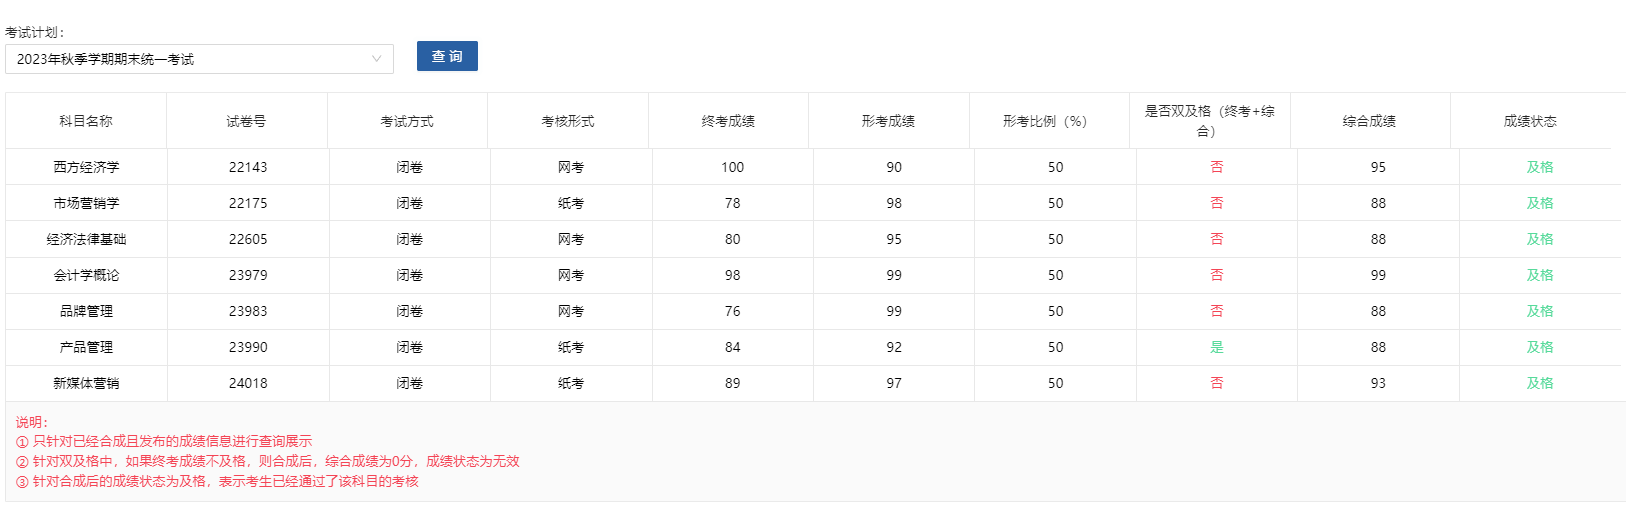 考试计划：
2023年秋季学期期末统一考试
查 询
科目名称 试卷号 考试方式 考核形式 终考成绩 形考成绩 形考比例（%） 是否双及格（终考+综合） 综合成绩 成绩状态
西方经济学 22143 闭卷 网考 100 90 50 否 95 及格
市场营销学 22175 闭卷 纸考 78 98 50 否 88 及格
经济法律基础 22605 闭卷 网考 80 95 50 否 88 及格
会计学概论 23979 闭卷 网考 98 99 50 否 99 及格
品牌管理 23983 闭卷 网考 76 99 50 否 88 及格
产品管理 23990 闭卷 纸考 84 92 50 是 88 及格
新媒体营销 24018 闭卷 纸考 89 97 50 否 93 及格
说明：
① 只针对已经合成且发布的成绩信息进行查询展示
② 针对双及格中，如果终考成绩不及格，则合成后，综合成绩为0分，成绩状态为无效
③ 针对合成后的成绩状态为及格，表示考生已经通过了该科目的考核